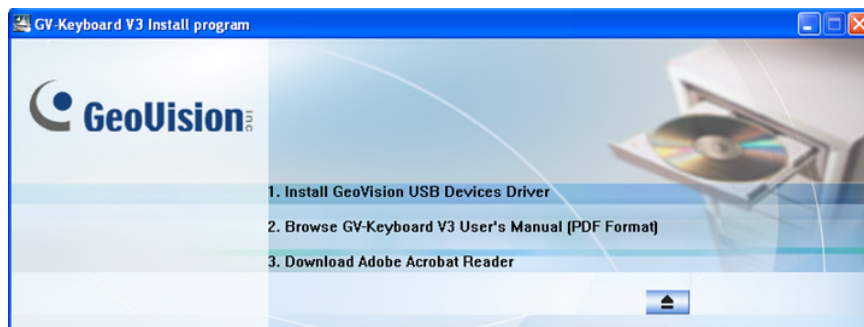 GV-Keyboard V3 Install program
GeoVision inc
1. Install GeoVision USB Devices Driver
2. Browse GV-Keyboard V3 User's Manual (PDF Format)
3. Download Adobe Acrobat Reader